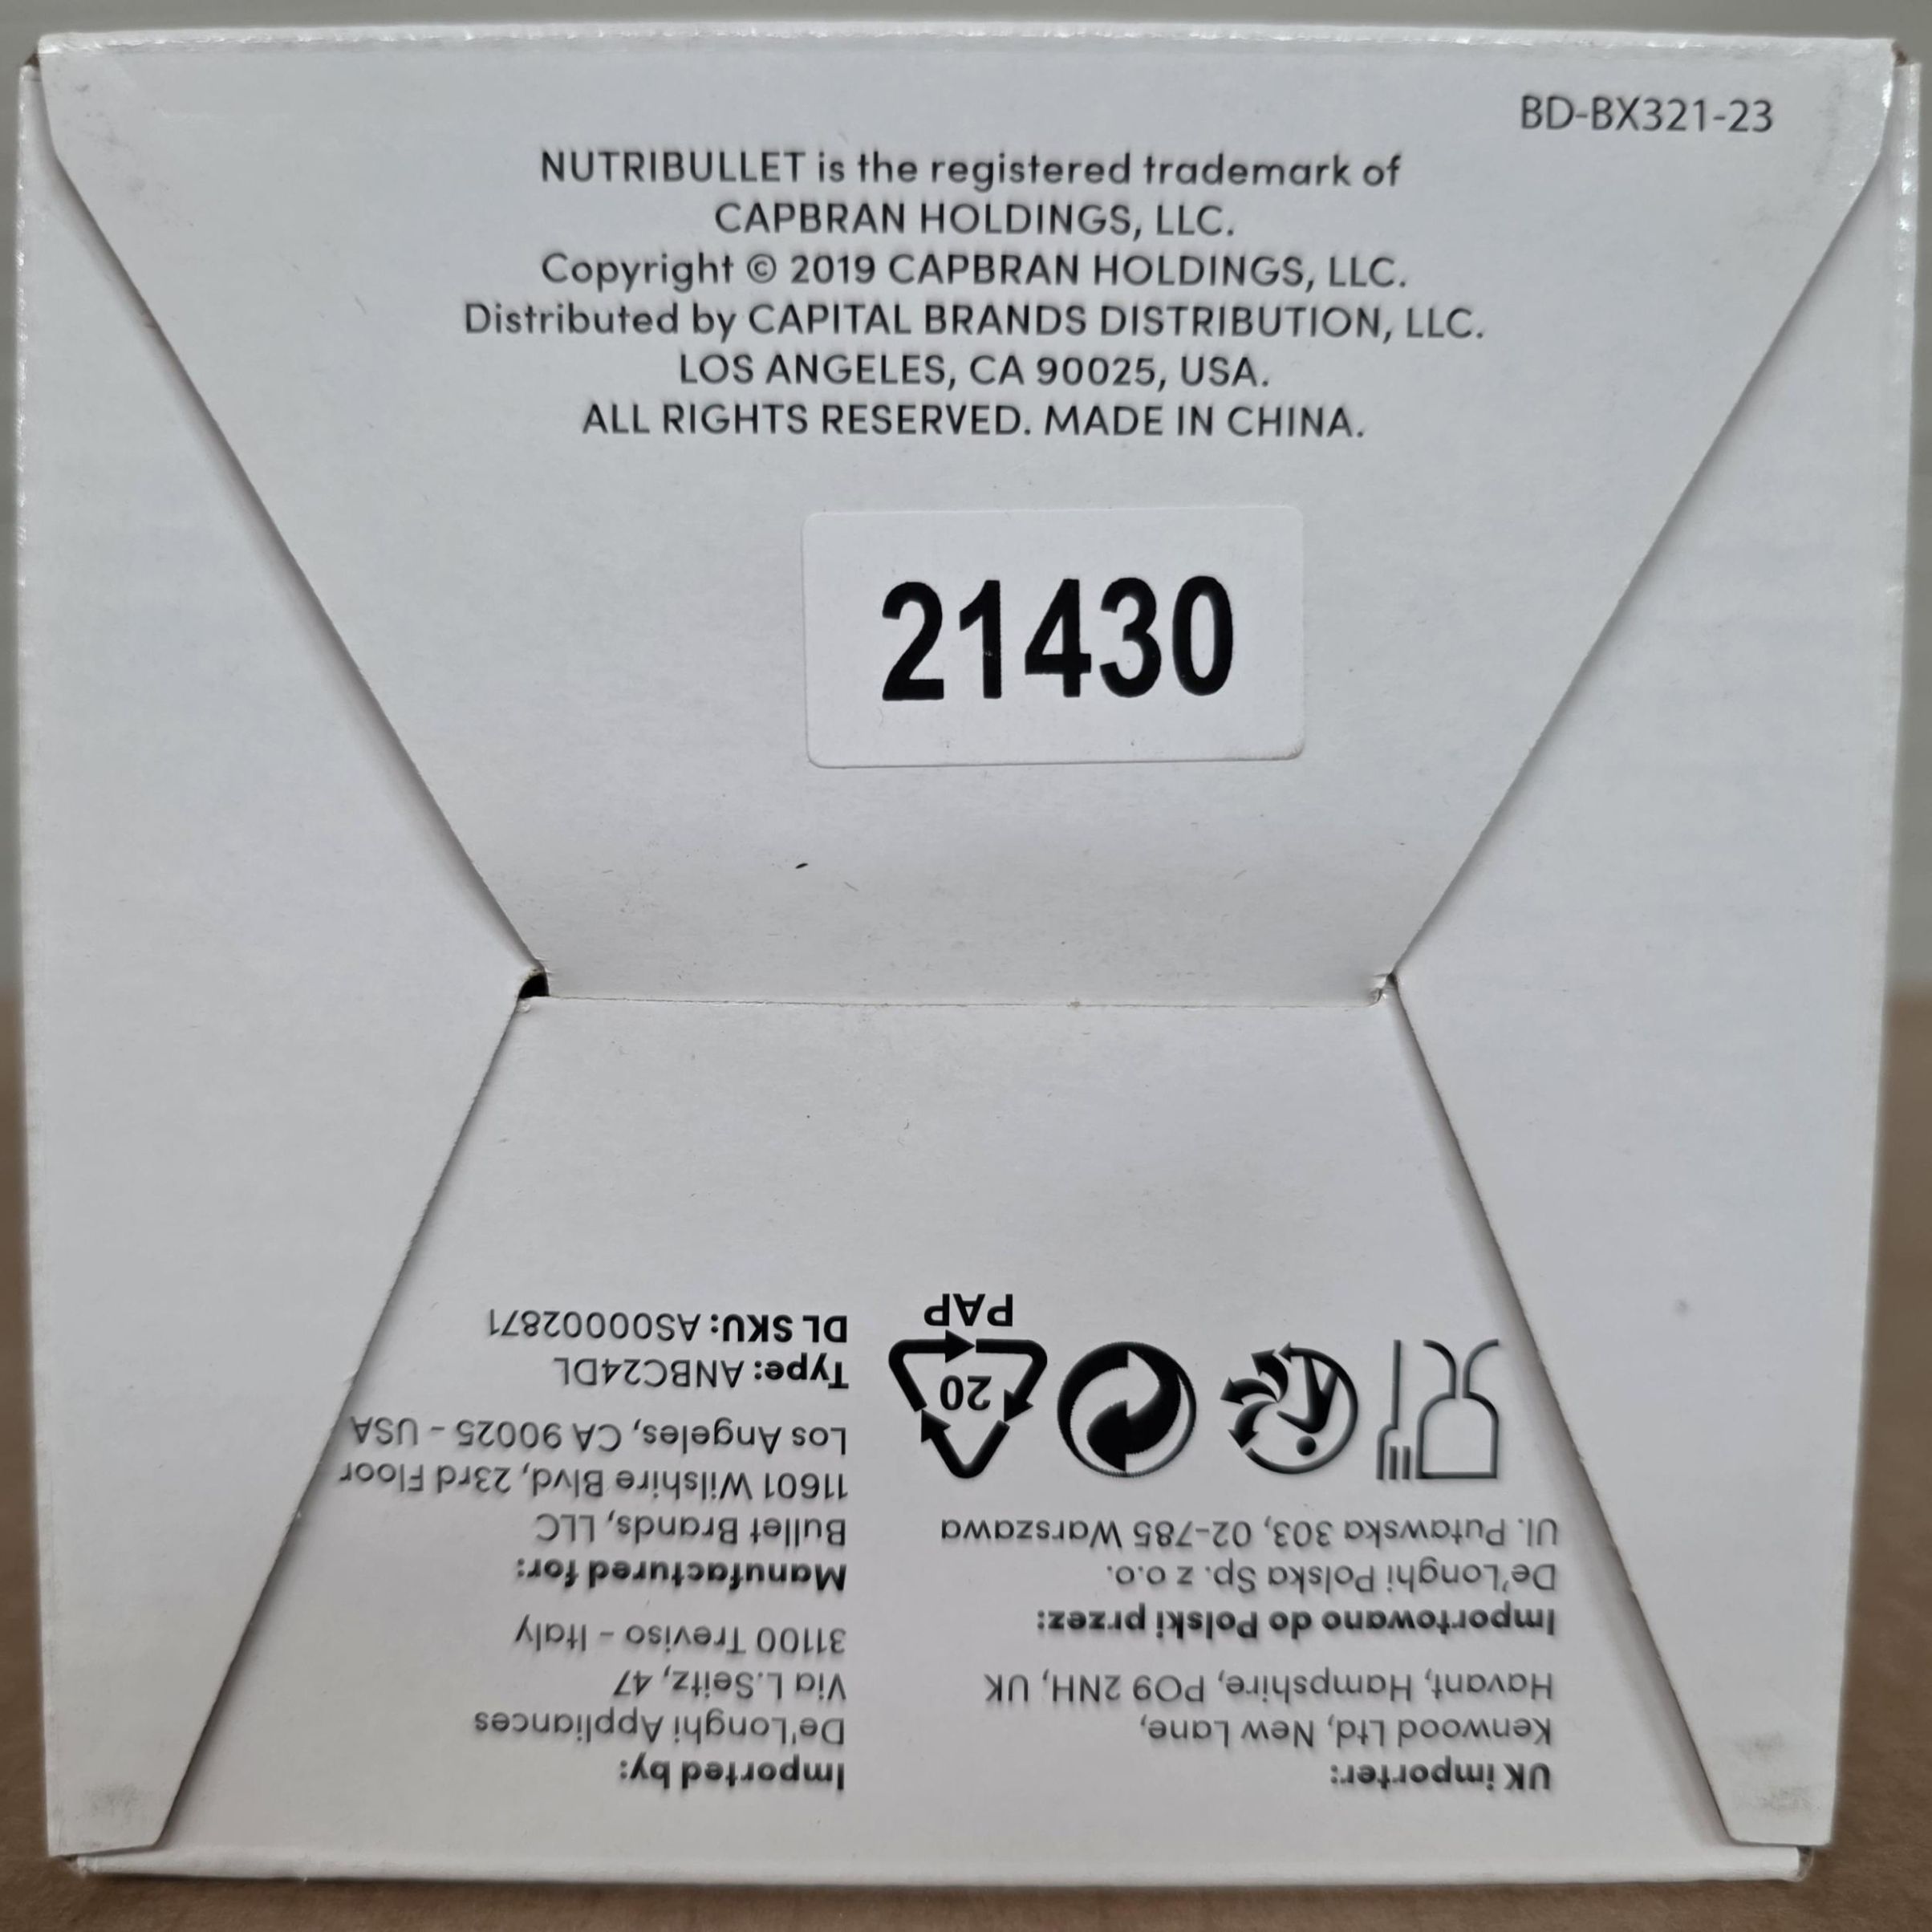 BD-BX321-23
NUTRIBULLET is the registered trademark of
CAPBRAN HOLDINGS, LLC.
Copyright © 2019 CAPBRAN HOLDINGS, LLC.
Distributed by CAPITAL BRANDS DISTRIBUTION, LLC.
LOS ANGELES, CA 90025, USA.
ALL RIGHTS RESERVED. MADE IN CHINA.
21430
UK importer:
Kenwood Ltd, New Lane,
Havant, Hampshire, PO9 2NH, UK
Importowano do Polski przez:
De'Longhi Polska Sp. z o.o.
Ul. Putawska 303, 02-785 Warszawa
20
PAP
Imported by:
De'Longhi Appliances
Via L.Seitz, 47
31100 Treviso - Italy
Manufactured for:
Bullet Brands, LLC
11601 Wilshire Blvd, 23rd Floor
Los Angeles, CA 90025 - USA
Type: ANBC24DL
DL SKU: AS00002871